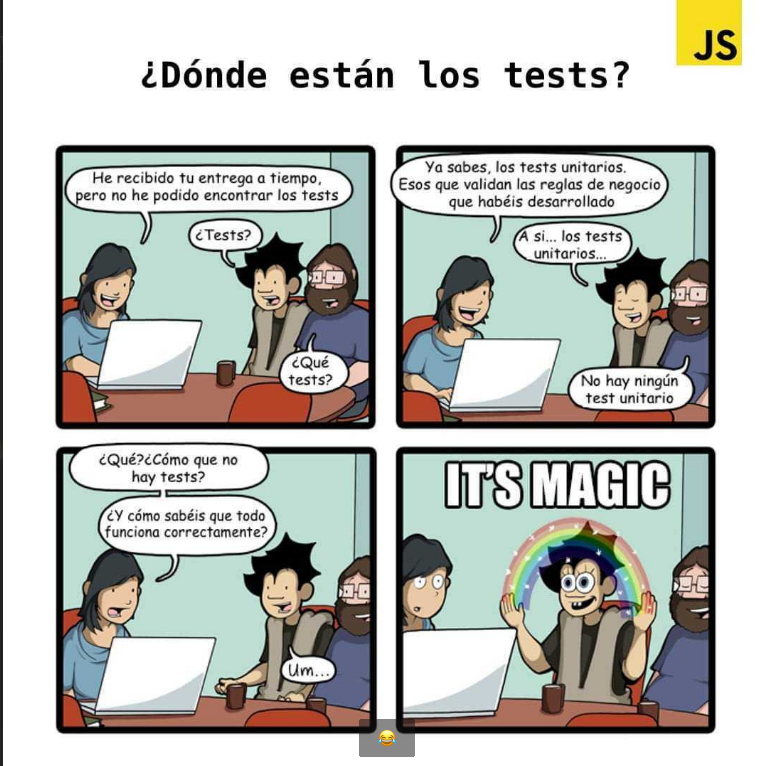 JS
¿Dónde están los tests?
He recibido tu entrega a tiempo,
pero no he podido encontrar los tests
¿Tests?
¿Qué
tests?
Ya sabes, los tests unitarios.
Esos que validan las reglas de negocio
que habéis desarrollado
A si... los tests
unitarios...
No hay ningún
test unitario
¿Qué?¿Cómo que no
hay tests?
¿Y cómo sabéis que todo
funciona correctamente?
Um...
IT'S MAGIC